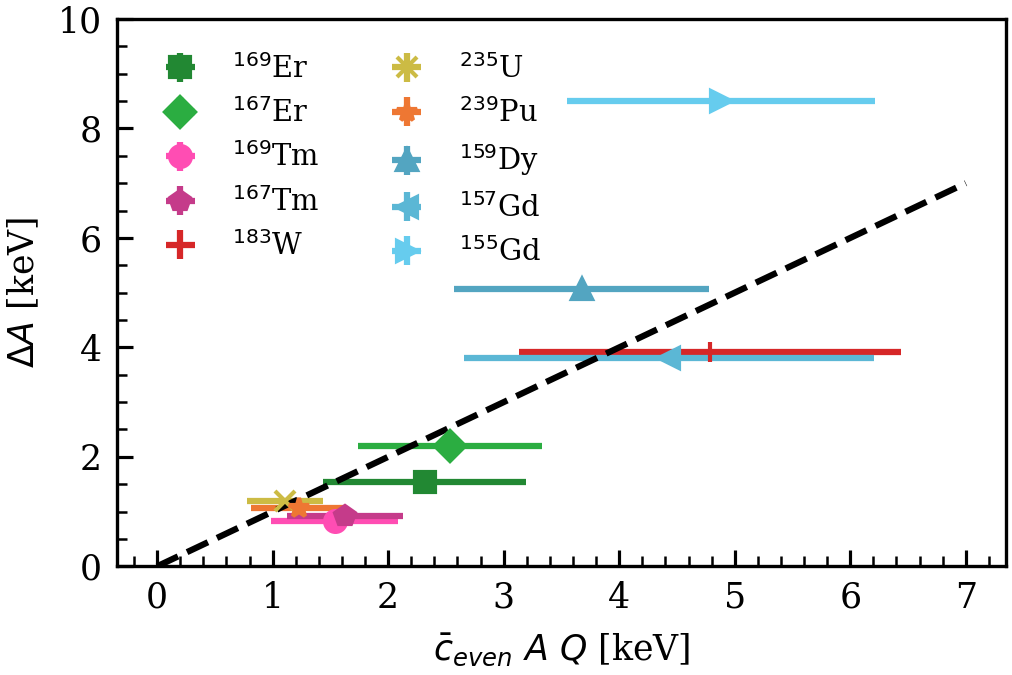 10
8
6
4
2
0
ΔA [keV]
¹⁶⁹Er
¹⁶⁷Er
¹⁶⁹Tm
¹⁶⁷Tm
¹⁸³W
²³⁵U
²³⁹Pu
¹⁵⁹Dy
¹⁵⁷Gd
¹⁵⁵Gd
0 1 2 3 4 5 6 7
c̄ₑᵥₑₙ A Q [keV]